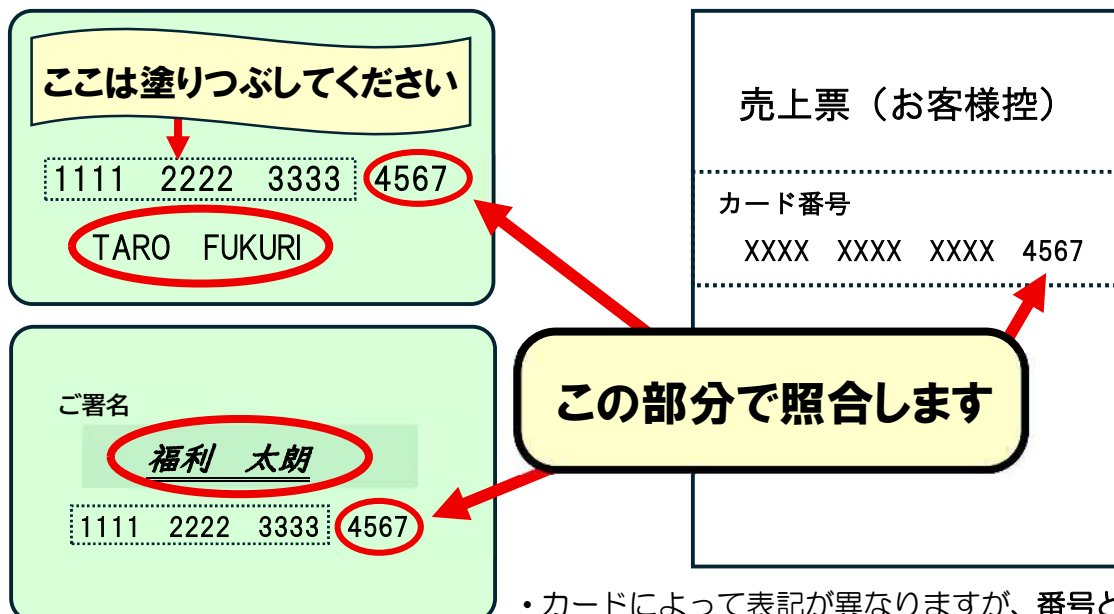 ここは塗りつぶしてください
1111 2222 3333 4567
TARO FUKURI
ご署名
福利 太朗
1111 2222 3333 4567
売上票（お客様控）
カード番号
XXXX XXXX XXXX 4567
この部分で照合します
・カードによって表記が異なりますが、番号と